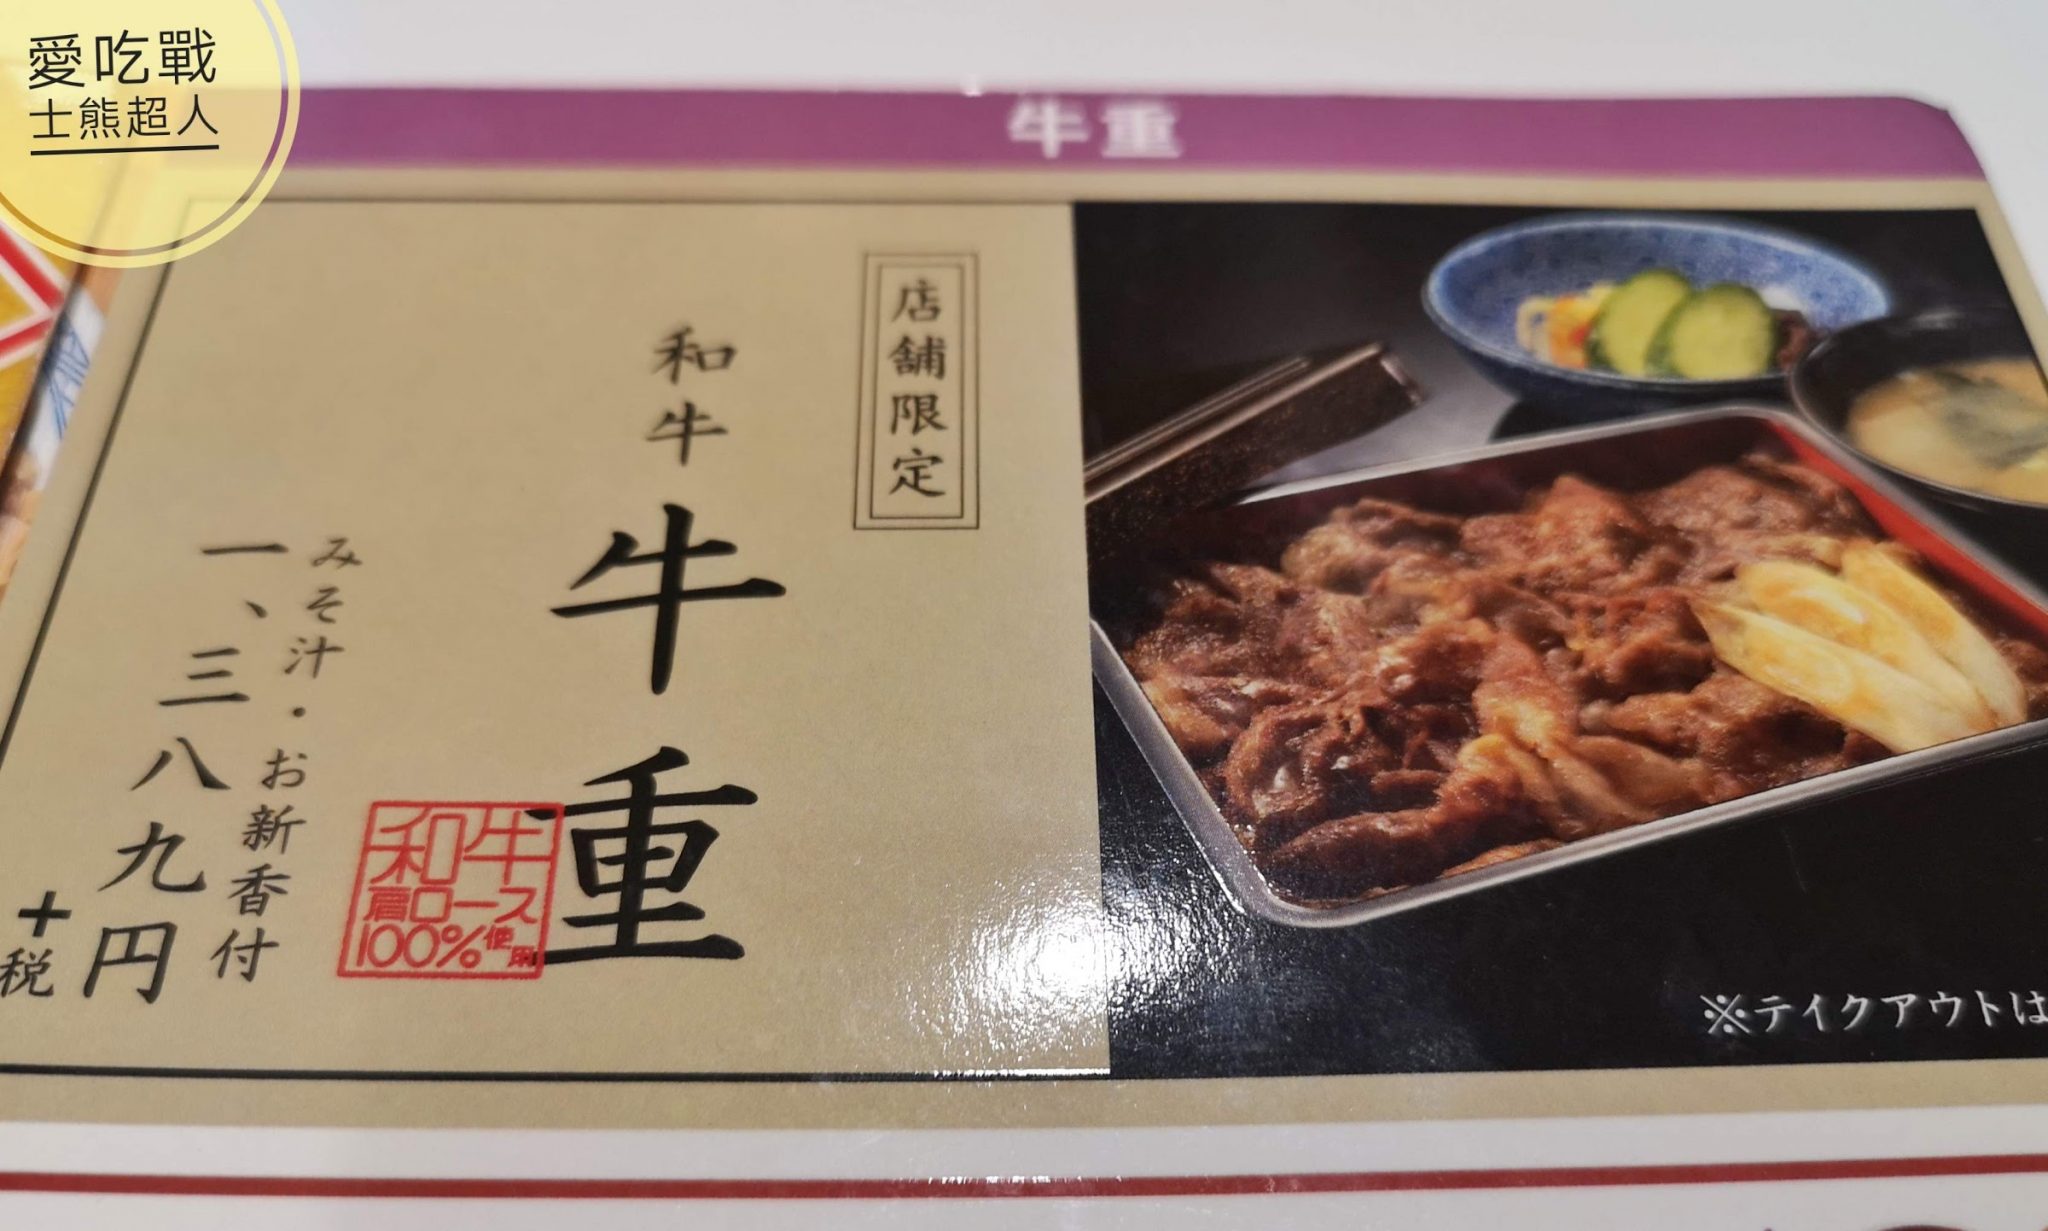 愛吃戰
士熊超人
牛重
店舗限定
和牛
牛重
和牛
肩ロース
100%使用
みそ汁・お新香付
一、三八九円
+税
※テイクアウトは